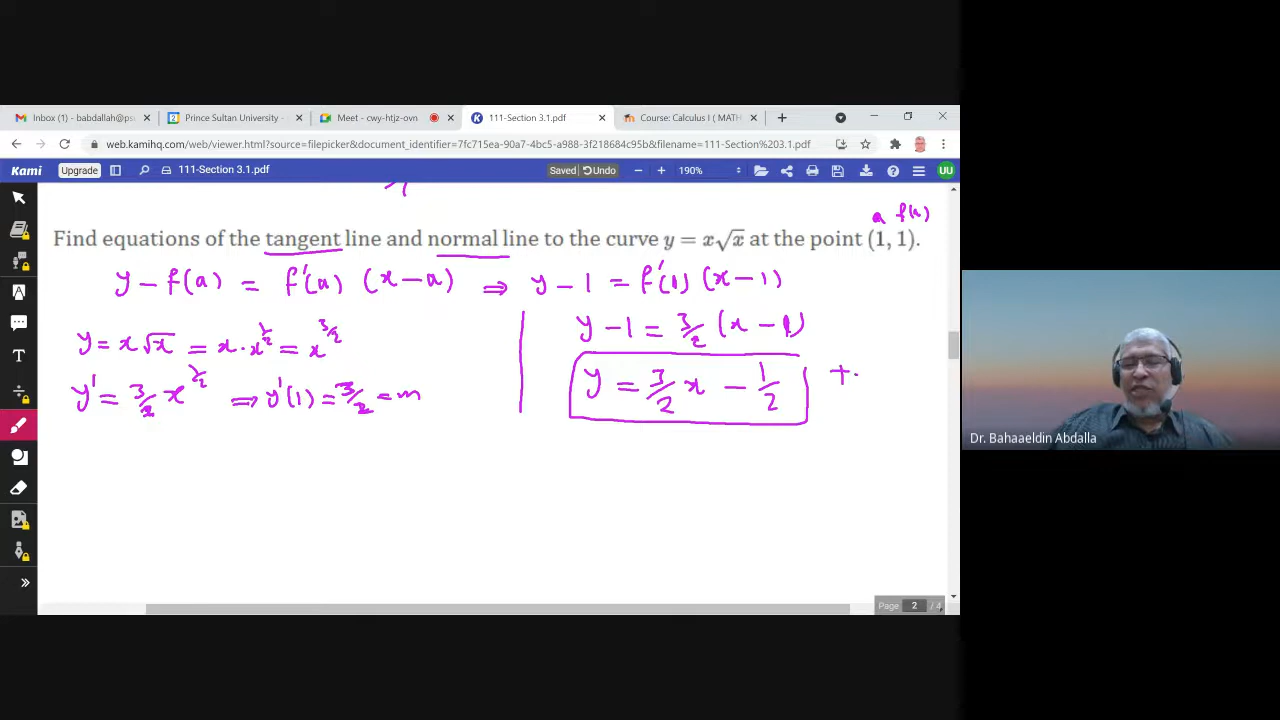 Inbox (1) - babdallah@ps
Prince Sultan University -
Meet - cwy-htjz-ovn
111-Section 3.1.pdf
Course: Calculus I ( MATH
web.kamihq.com/web/viewer.html?source=filepicker&document_identifier=7fc715ea-90a7-4bc5-a988-3f218684c95b&filename=111-Section%203.1.pdf
Kami
Upgrade
111-Section 3.1.pdf
Saved
Undo
190%
UU
a f(a)
Find equations of the tangent line and normal line to the curve y = x√x at the point (1, 1).
y - f(a) = f'(a) (x - a) ⇒ y - 1 = f'(1) (x - 1)
y = x√x = x · x^{1/2} = x^{3/2}
y' = 3/2 x^{1/2} ⇒ y'(1) = 3/2 = m
y - 1 = 3/2 (x - 1)
y = 3/2 x - 1/2
Dr. Bahaaeldin Abdalla
Page 2 / 4